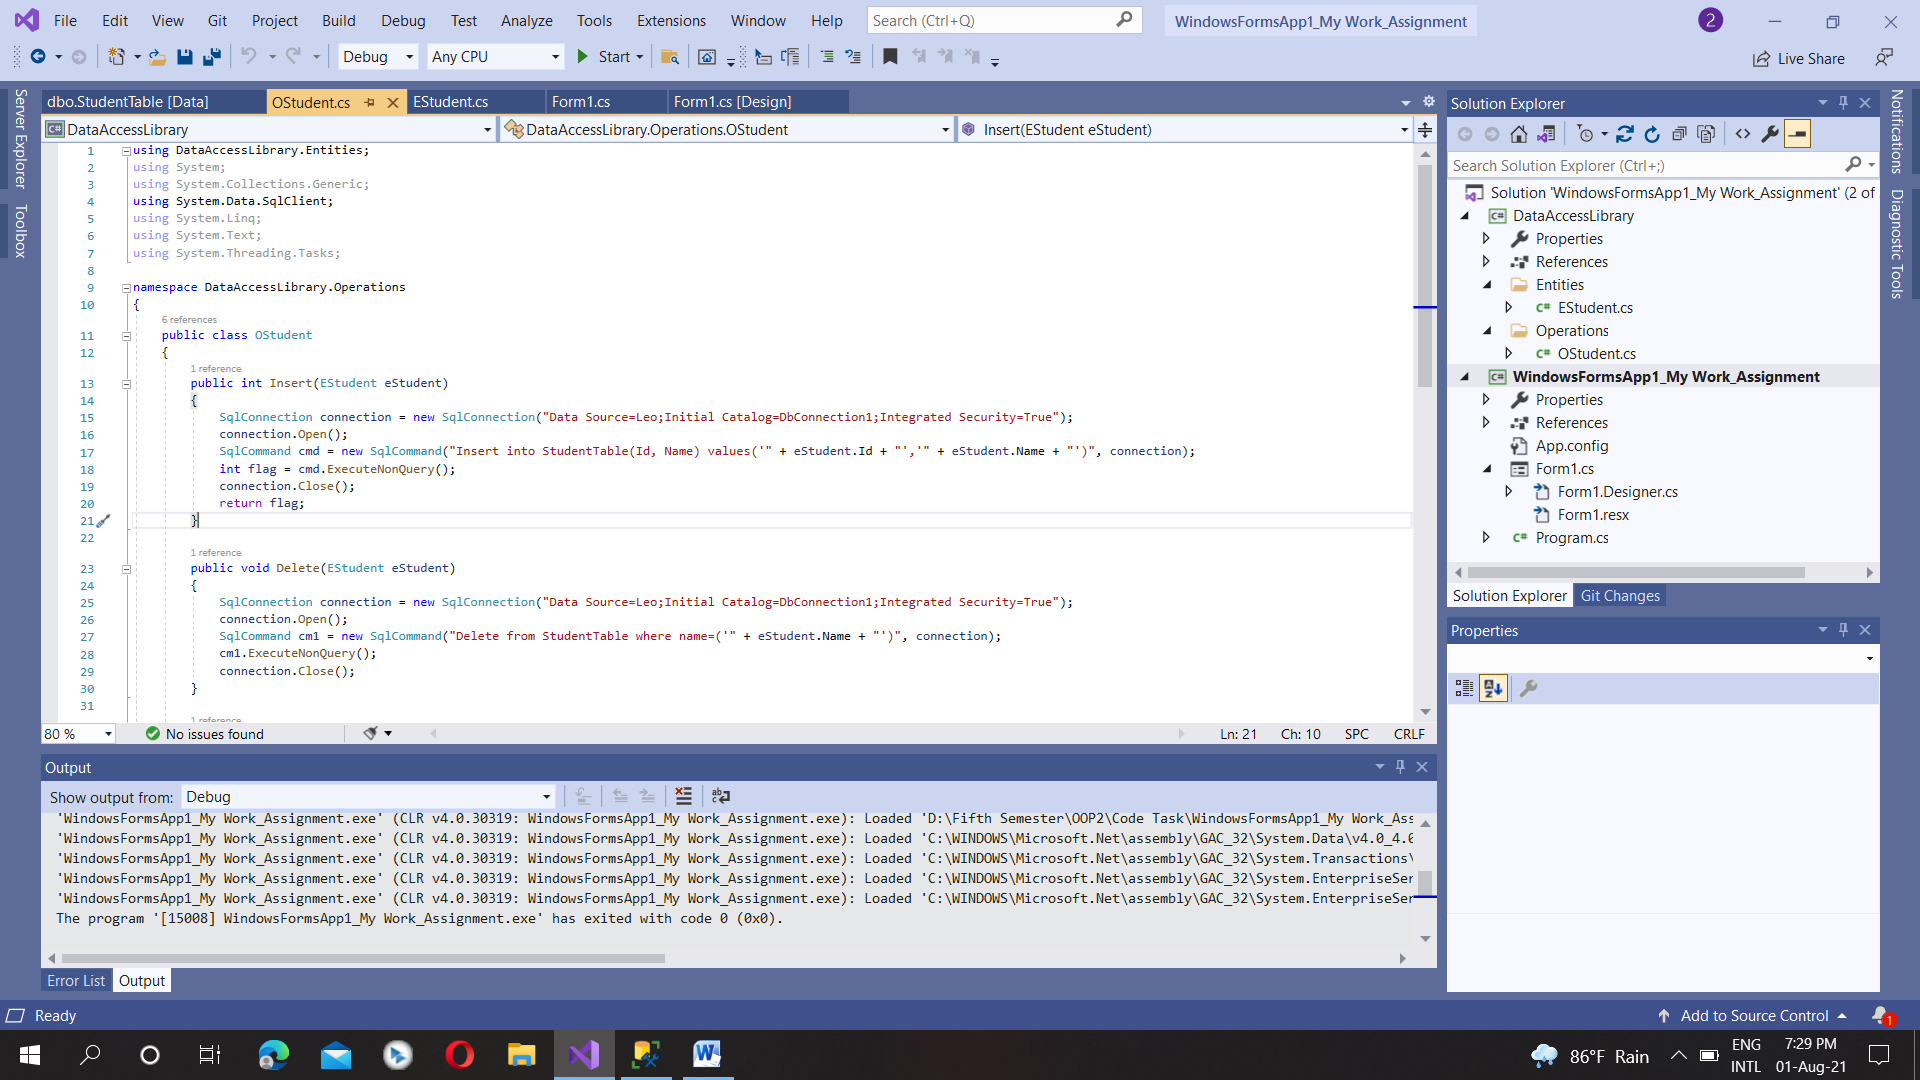 File Edit View Git Project Build Debug Test Analyze Tools Extensions Window Help Search (Ctrl+Q) WindowsFormsApp1_My Work_Assignment 2
Debug Any CPU Start Live Share
Server Explorer
Toolbox
dbo.StudentTable [Data] OStudent.cs EStudent.cs Form1.cs Form1.cs [Design]
DataAccessLibrary DataAccessLibrary.Operations.OStudent Insert(EStudent eStudent)
1 using DataAccessLibrary.Entities;
2 using System;
3 using System.Collections.Generic;
4 using System.Data.SqlClient;
5 using System.Linq;
6 using System.Text;
7 using System.Threading.Tasks;
8
9 namespace DataAccessLibrary.Operations
10 {
6 references
11 public class OStudent
12 {
1 reference
13 public int Insert(EStudent eStudent)
14 {
15 SqlConnection connection = new SqlConnection("Data Source=Leo;Initial Catalog=DbConnection1;Integrated Security=True");
16 connection.Open();
17 SqlCommand cmd = new SqlCommand("Insert into StudentTable(Id, Name) values('" + eStudent.Id + "','" + eStudent.Name + "')", connection);
18 int flag = cmd.ExecuteNonQuery();
19 connection.Close();
20 return flag;
21 }
22
1 reference
23 public void Delete(EStudent eStudent)
24 {
25 SqlConnection connection = new SqlConnection("Data Source=Leo;Initial Catalog=DbConnection1;Integrated Security=True");
26 connection.Open();
27 SqlCommand cm1 = new SqlCommand("Delete from StudentTable where name=('" + eStudent.Name + "')", connection);
28 cm1.ExecuteNonQuery();
29 connection.Close();
30 }
31
1 reference
80 % No issues found Ln: 21 Ch: 10 SPC CRLF
Output
Show output from: Debug
'WindowsFormsApp1_My Work_Assignment.exe' (CLR v4.0.30319: WindowsFormsApp1_My Work_Assignment.exe): Loaded 'D:\Fifth Semester\OOP2\Code Task\WindowsFormsApp1_My Work_Ass
'WindowsFormsApp1_My Work_Assignment.exe' (CLR v4.0.30319: WindowsFormsApp1_My Work_Assignment.exe): Loaded 'C:\WINDOWS\Microsoft.Net\assembly\GAC_32\System.Data\v4.0_4.0
'WindowsFormsApp1_My Work_Assignment.exe' (CLR v4.0.30319: WindowsFormsApp1_My Work_Assignment.exe): Loaded 'C:\WINDOWS\Microsoft.Net\assembly\GAC_32\System.Transactions\
'WindowsFormsApp1_My Work_Assignment.exe' (CLR v4.0.30319: WindowsFormsApp1_My Work_Assignment.exe): Loaded 'C:\WINDOWS\Microsoft.Net\assembly\GAC_32\System.EnterpriseSer
'WindowsFormsApp1_My Work_Assignment.exe' (CLR v4.0.30319: WindowsFormsApp1_My Work_Assignment.exe): Loaded 'C:\WINDOWS\Microsoft.Net\assembly\GAC_32\System.EnterpriseSer
The program '[15008] WindowsFormsApp1_My Work_Assignment.exe' has exited with code 0 (0x0).
Error List Output
Solution Explorer
Search Solution Explorer (Ctrl+;)
Solution 'WindowsFormsApp1_My Work_Assignment' (2 of
C# DataAccessLibrary
Properties
References
Entities
C# EStudent.cs
Operations
C# OStudent.cs
C# WindowsFormsApp1_My Work_Assignment
Properties
References
App.config
Form1.cs
Form1.Designer.cs
Form1.resx
C# Program.cs
Solution Explorer Git Changes
Properties
Notifications
Diagnostic Tools
Ready Add to Source Control 1
86°F Rain ENG INTL 7:29 PM 01-Aug-21